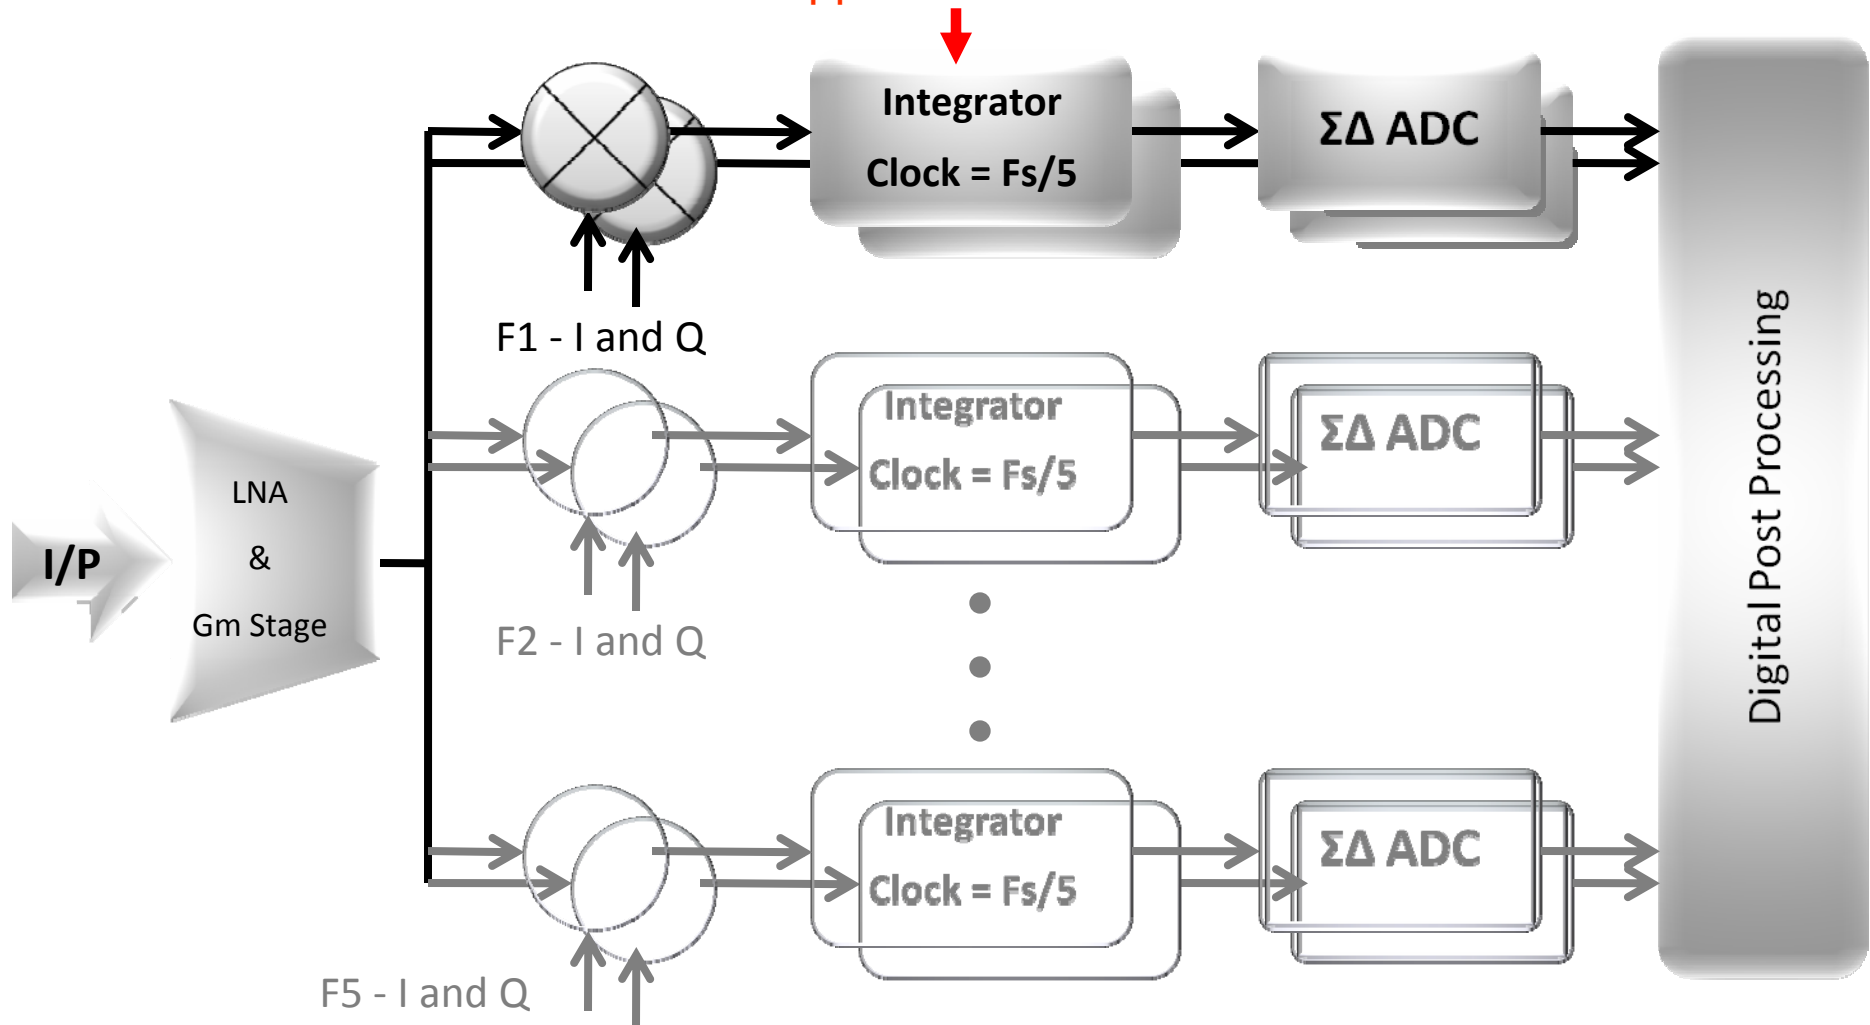 Integrator
Clock = Fs/5
ΣΔ ADC
F1 - I and Q
Integrator
Clock = Fs/5
ΣΔ ADC
I/P
LNA
&
Gm Stage
F2 - I and Q
Integrator
Clock = Fs/5
ΣΔ ADC
F5 - I and Q
Digital Post Processing